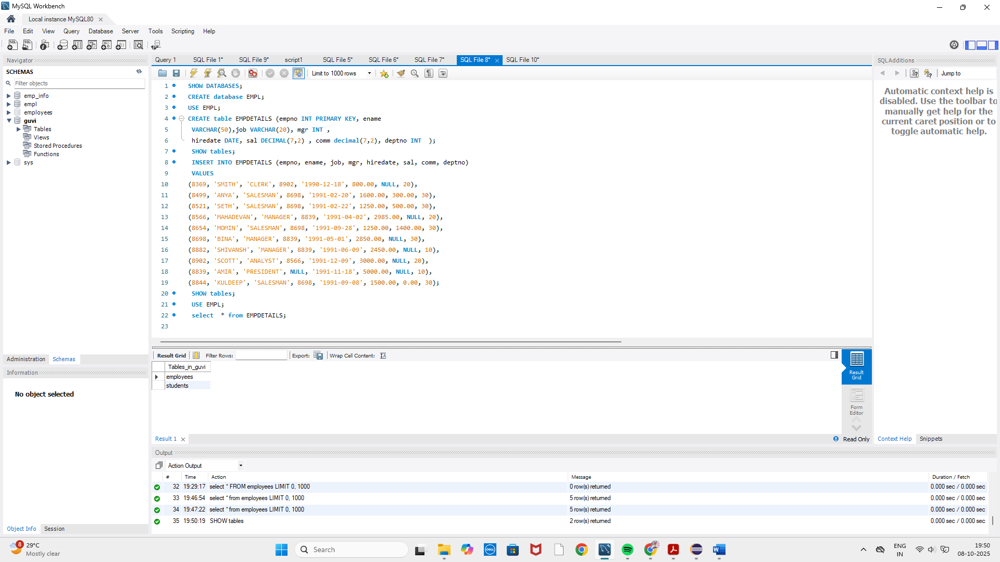 MySQL Workbench
Local instance MySQL80
File Edit View Query Database Server Tools Scripting Help
Navigator
SCHEMAS
Filter objects
emp_info
empl
employees
guvi
Tables
Views
Stored Procedures
Functions
sys
Administration Schemas
Information
No object selected
Object Info Session
Query 1 SQL File 1* SQL File 9* script1 SQL File 5* SQL File 6* SQL File 7* SQL File 8* SQL File 10*
Limit to 1000 rows
1 SHOW DATABASES;
2 CREATE database EMPL;
3 USE EMPL;
4 CREATE table EMPDETAILS (empno INT PRIMARY KEY, ename
5 VARCHAR(50),job VARCHAR(20), mgr INT ,
6 hiredate DATE, sal DECIMAL(7,2) , comm decimal(7,2), deptno INT  );
7 SHOW tables;
8 INSERT INTO EMPDETAILS (empno, ename, job, mgr, hiredate, sal, comm, deptno)
9 VALUES
10 (8369, 'SMITH', 'CLERK', 8902, '1990-12-18', 800.00, NULL, 20),
11 (8499, 'ANYA', 'SALESMAN', 8698, '1991-02-20', 1600.00, 300.00, 30),
12 (8521, 'SETH', 'SALESMAN', 8698, '1991-02-22', 1250.00, 500.00, 30),
13 (8566, 'MAHADEVAN', 'MANAGER', 8839, '1991-04-02', 2985.00, NULL, 20),
14 (8654, 'MOMIN', 'SALESMAN', 8698, '1991-09-28', 1250.00, 1400.00, 30),
15 (8698, 'BINA', 'MANAGER', 8839, '1991-05-01', 2850.00, NULL, 30),
16 (8882, 'SHIVANSH', 'MANAGER', 8839, '1991-06-09', 2450.00, NULL, 10),
17 (8902, 'SCOTT', 'ANALYST', 8566, '1991-12-09', 3000.00, NULL, 20),
18 (8839, 'AMIR', 'PRESIDENT', NULL, '1991-11-18', 5000.00, NULL, 10),
19 (8844, 'KULDEEP', 'SALESMAN', 8698, '1991-09-08', 1500.00, 0.00, 30);
20 SHOW tables;
21 USE EMPL;
22 select  * from EMPDETAILS;
23
Result Grid Filter Rows: Export: Wrap Cell Content:
Tables_in_guvi
employees
students
Result Grid
Form Editor
Result 1
Read Only
Output
Action Output
# Time Action Message Duration / Fetch
32 19:29:17 select * FROM employees LIMIT 0, 1000 0 row(s) returned 0.000 sec / 0.000 sec
33 19:46:54 select * from employees LIMIT 0, 1000 5 row(s) returned 0.000 sec / 0.000 sec
34 19:47:22 select * from employees LIMIT 0, 1000 5 row(s) returned 0.000 sec / 0.000 sec
35 19:50:19 SHOW tables 2 row(s) returned 0.000 sec / 0.000 sec
SQLAdditions
Jump to
Automatic context help is
disabled. Use the toolbar to
manually get help for the
current caret position or to
toggle automatic help.
Context Help Snippets
8
29°C
Mostly clear
Search
DELL
ENG
IN
19:50
08-10-2025